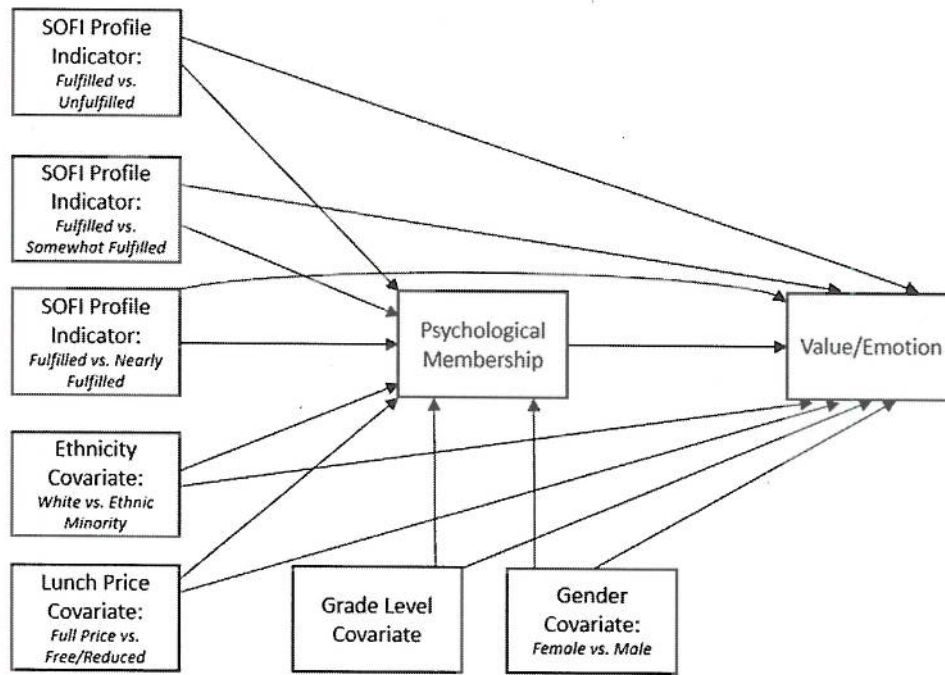 SOFI Profile
Indicator:
Fulfilled vs.
Unfulfilled
SOFI Profile
Indicator:
Fulfilled vs.
Somewhat Fulfilled
SOFI Profile
Indicator:
Fulfilled vs. Nearly
Fulfilled
Psychological
Membership
Value/Emotion
Ethnicity
Covariate:
White vs. Ethnic
Minority
Lunch Price
Covariate:
Full Price vs.
Free/Reduced
Grade Level
Covariate
Gender
Covariate:
Female vs. Male